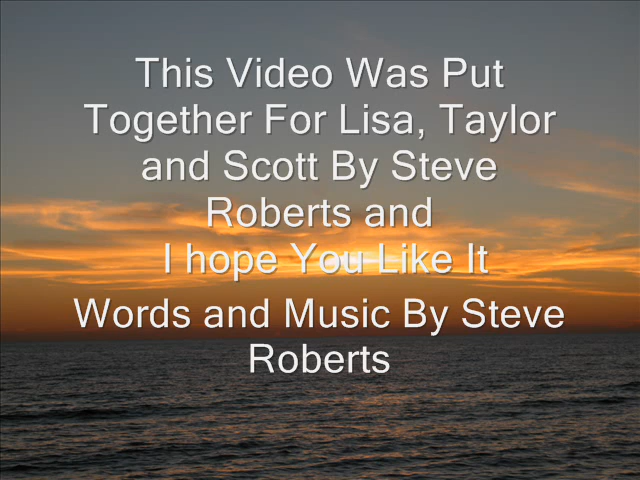 This Video Was Put
Together For Lisa, Taylor
and Scott By Steve
Roberts and
I hope You Like It
Words and Music By Steve
Roberts